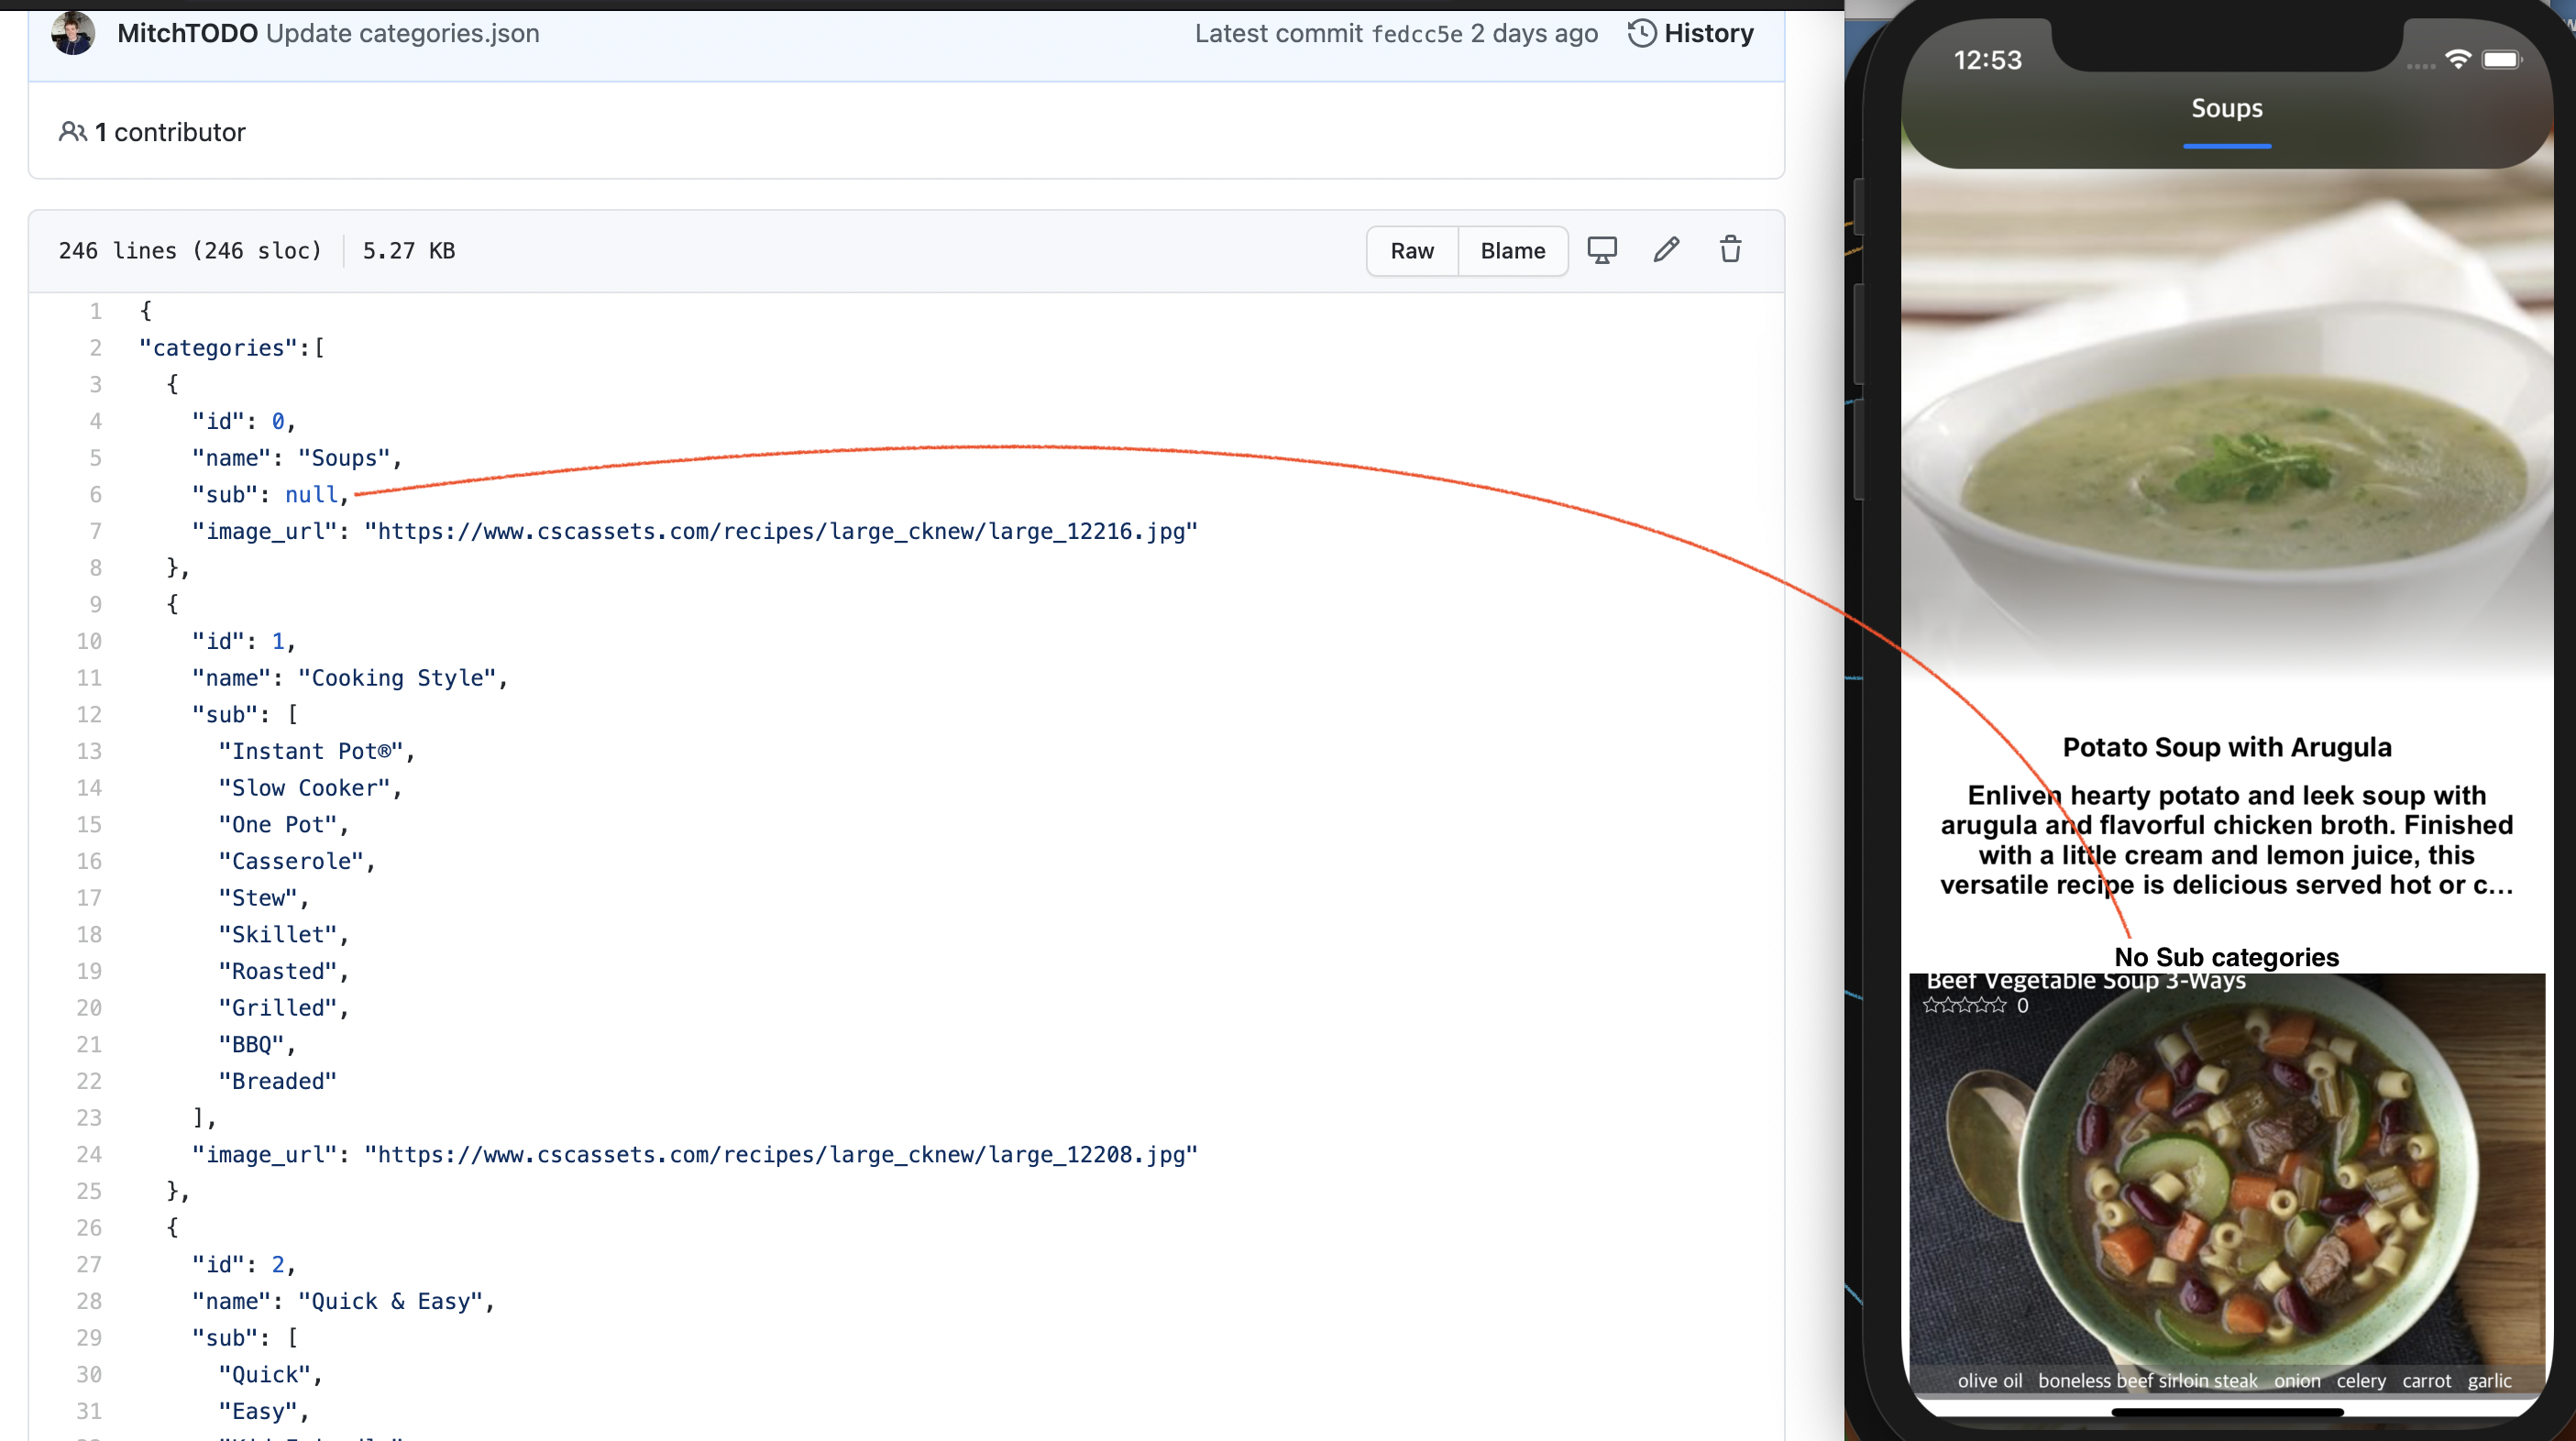 MitchTODO Update categories.json
Latest commit fedcc5e 2 days ago
History
1 contributor
246 lines (246 sloc)
5.27 KB
Raw
Blame
1 {
2 "categories":[
3 {
4 "id": 0,
5 "name": "Soups",
6 "sub": null,
7 "image_url": "https://www.cscassets.com/recipes/large_cknew/large_12216.jpg"
8 },
9 {
10 "id": 1,
11 "name": "Cooking Style",
12 "sub": [
13 "Instant Pot®",
14 "Slow Cooker",
15 "One Pot",
16 "Casserole",
17 "Stew",
18 "Skillet",
19 "Roasted",
20 "Grilled",
21 "BBQ",
22 "Breaded"
23 ],
24 "image_url": "https://www.cscassets.com/recipes/large_cknew/large_12208.jpg"
25 },
26 {
27 "id": 2,
28 "name": "Quick & Easy",
29 "sub": [
30 "Quick",
31 "Easy",
12:53
Soups
Potato Soup with Arugula
Enliven hearty potato and leek soup with
arugula and flavorful chicken broth. Finished
with a little cream and lemon juice, this
versatile recipe is delicious served hot or c...
No Sub categories
Beef Vegetable Soup 3-Ways
0
olive oil boneless beef sirloin steak onion celery carrot garlic